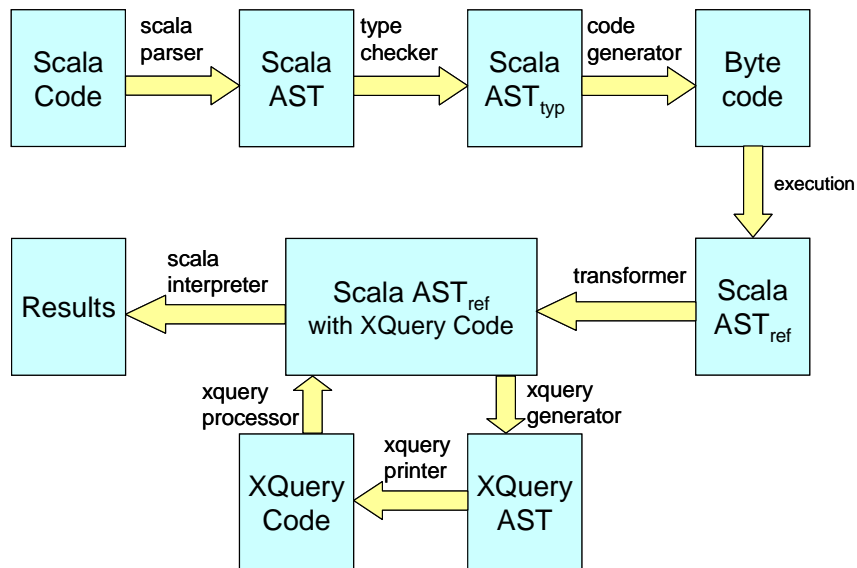 Scala
Code
scala
parser
Scala
AST
type
checker
Scala
ASTtyp
code
generator
Byte
code
execution
Results
scala
interpreter
Scala ASTref
with XQuery Code
transformer
Scala
ASTref
xquery
processor
xquery
generator
XQuery
Code
xquery
printer
XQuery
AST